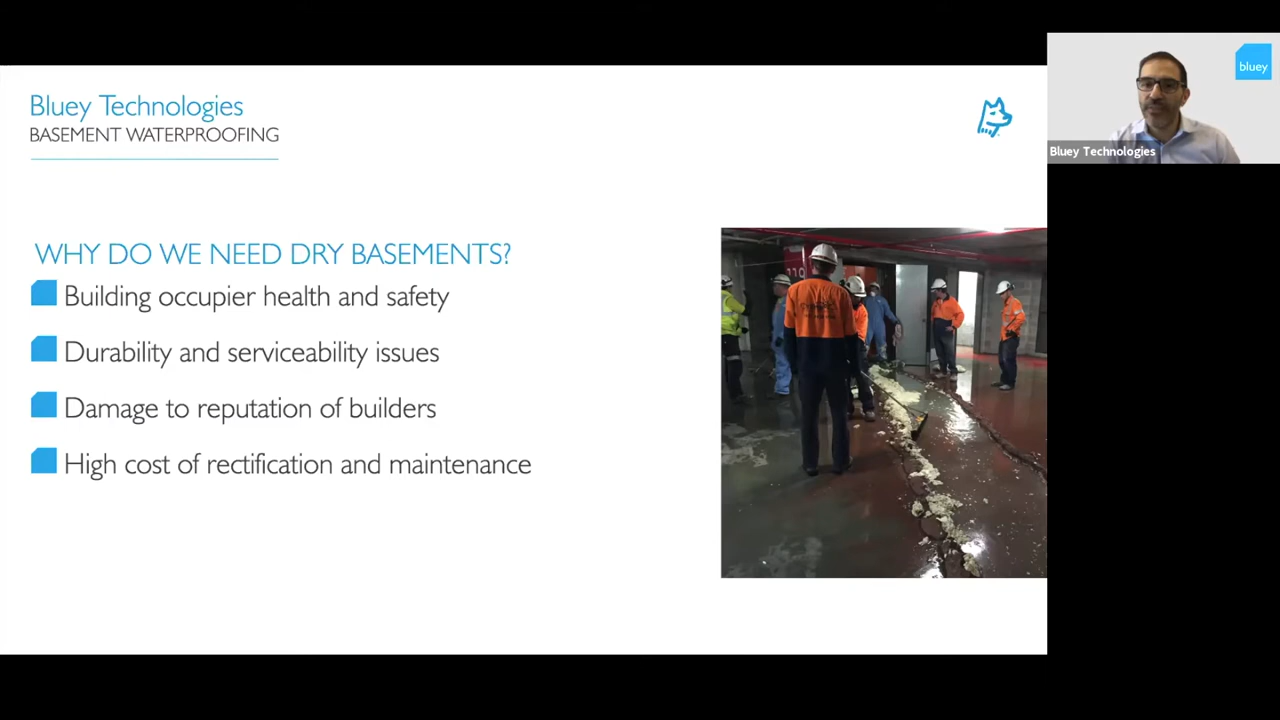 Bluey Technologies
BASEMENT WATERPROOFING
WHY DO WE NEED DRY BASEMENTS?
Building occupier health and safety
Durability and serviceability issues
Damage to reputation of builders
High cost of rectification and maintenance
bluey
Bluey Technologies